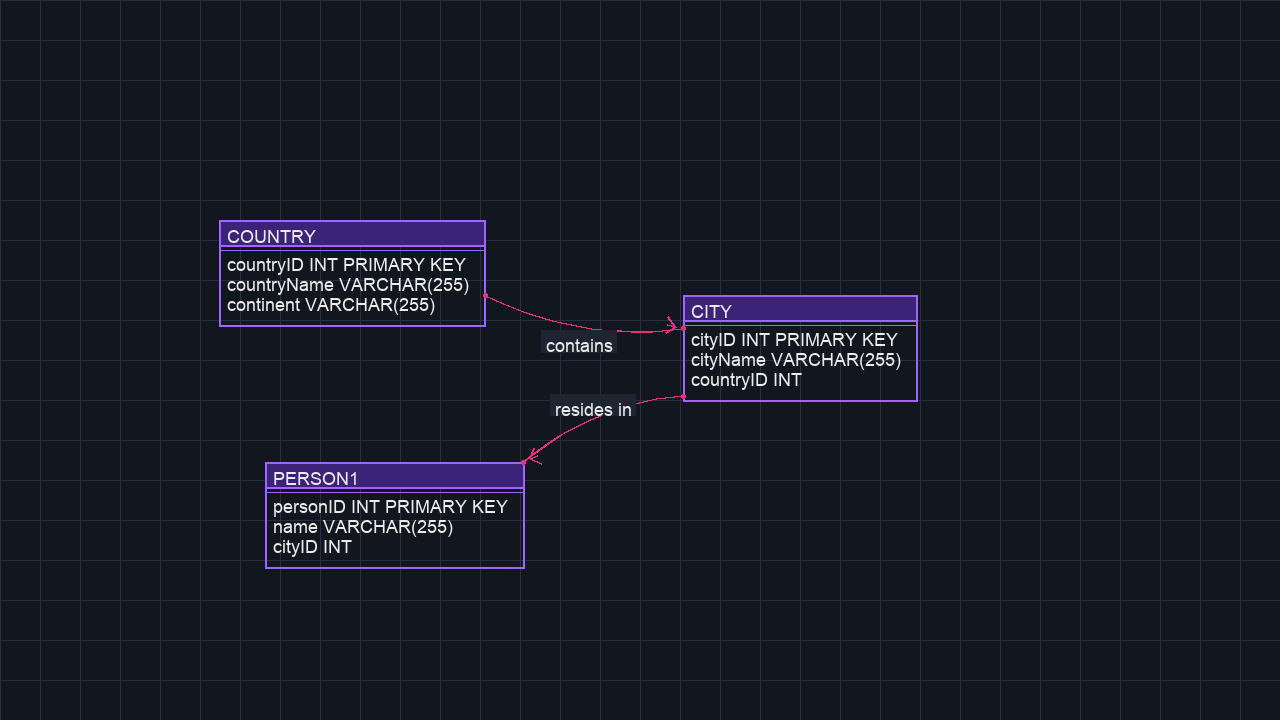 COUNTRY
countryID INT PRIMARY KEY
countryName VARCHAR(255)
continent VARCHAR(255)
contains
CITY
cityID INT PRIMARY KEY
cityName VARCHAR(255)
countryID INT
resides in
PERSON1
personID INT PRIMARY KEY
name VARCHAR(255)
cityID INT